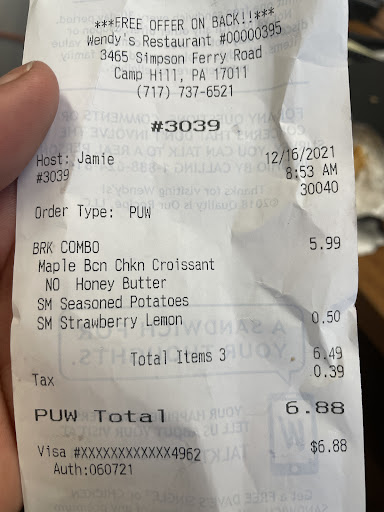 ***FREE OFFER ON BACK!!***
Wendy's Restaurant #00000395
3465 Simpson Ferry Road
Camp Hill, PA 17011
(717) 737-6521
#3039
Host: Jamie 12/16/2021
#3039 8:53 AM
30040
Order Type: PUW
BRK COMBO 5.99
Maple Bcn Chkn Croissant
NO Honey Butter
SM Seasoned Potatoes
SM Strawberry Lemon 0.50
Total Items 3 6.49
Tax 0.39
PUW Total 6.88
Visa #XXXXXXXXXXXX4962 $6.88
Auth:060721